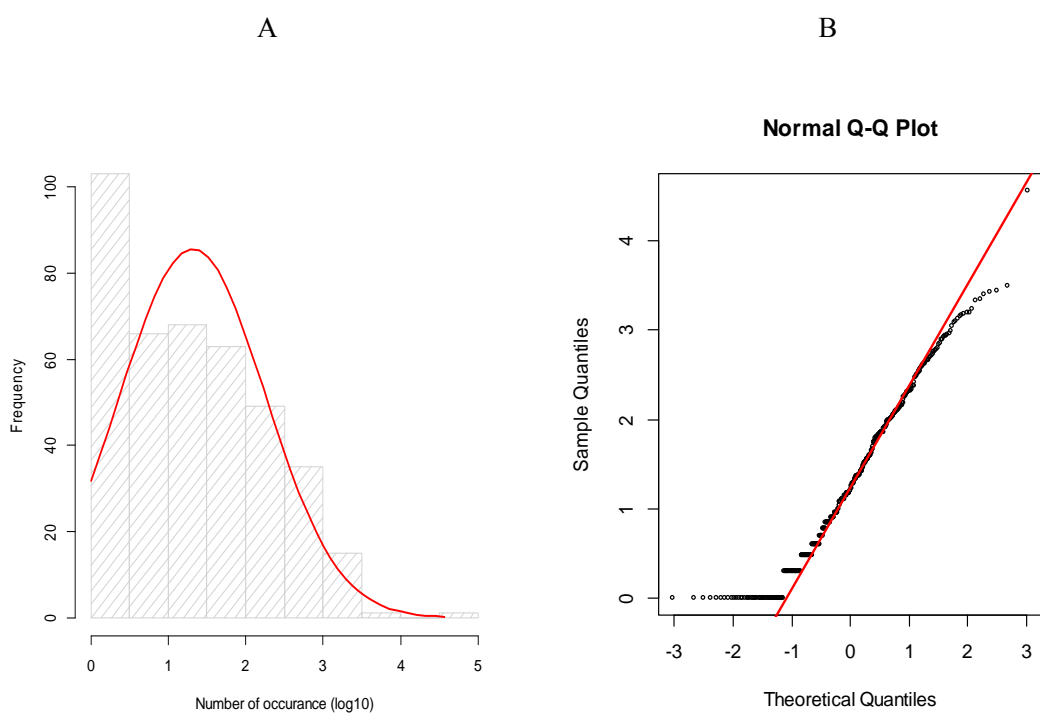 A
B
Normal Q-Q Plot
Frequency
0 20 40 60 80 100
0 1 2 3 4 5
Number of occurance (log10)
Sample Quantiles
0 1 2 3 4
-3 -2 -1 0 1 2 3
Theoretical Quantiles